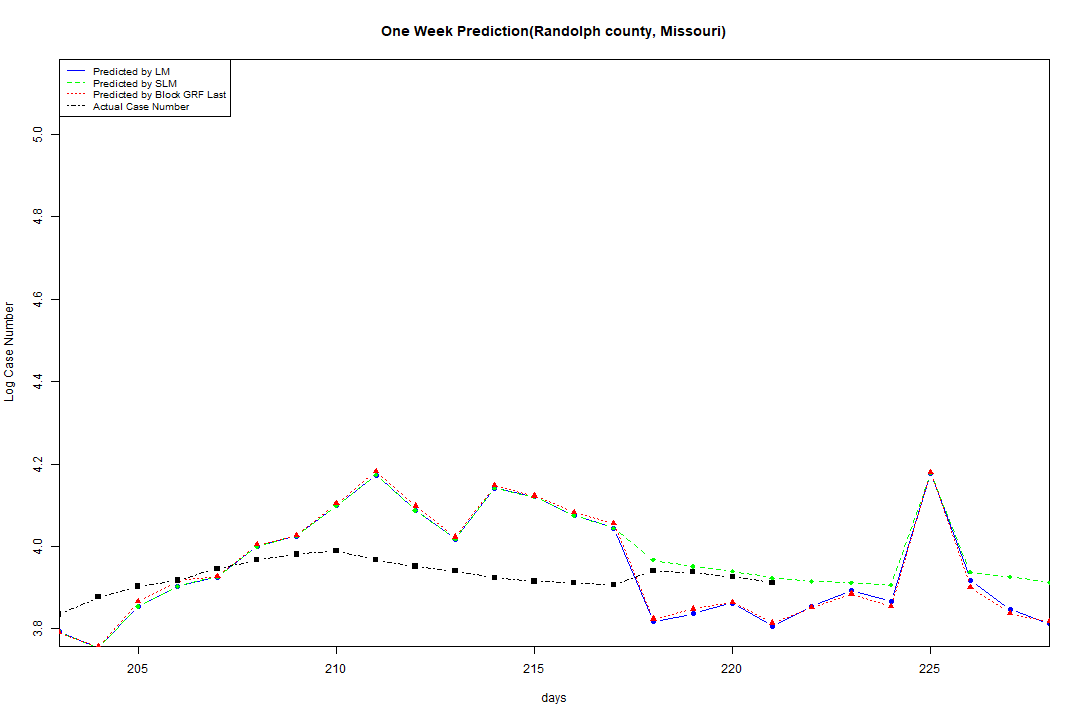 One Week Prediction(Randolph county, Missouri)
Predicted by LM
Predicted by SLM
Predicted by Block GRF Last
Actual Case Number
5.0
4.8
4.6
4.4
4.2
4.0
3.8
Log Case Number
205 210 215 220 225
days